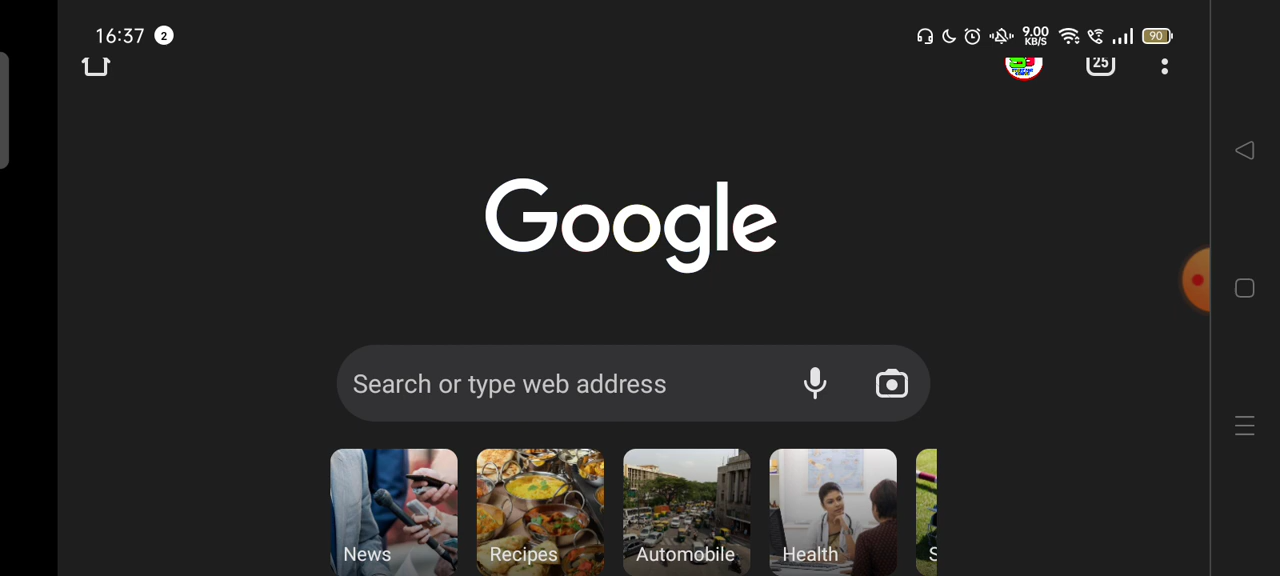 16:37 2 9.00 KB/S 90
25
Google
Search or type web address
News Recipes Automobile Health S